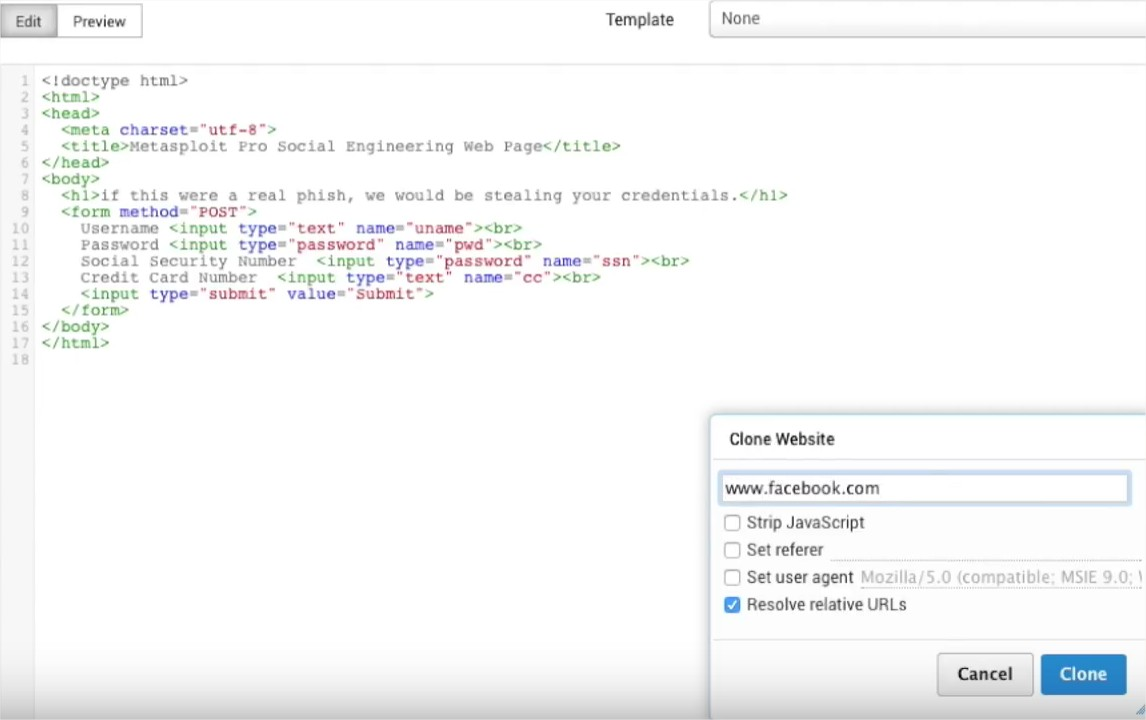 Edit Preview Template None
1 <!doctype html>
2 <html>
3 <head>
4 <meta charset="utf-8">
5 <title>Metasploit Pro Social Engineering Web Page</title>
6 </head>
7 <body>
8 <h1>if this were a real phish, we would be stealing your credentials.</h1>
9 <form method="POST">
10 Username <input type="text" name="uname"><br>
11 Password <input type="password" name="pwd"><br>
12 Social Security Number <input type="password" name="ssn"><br>
13 Credit Card Number <input type="text" name="cc"><br>
14 <input type="submit" value="Submit">
15 </form>
16 </body>
17 </html>
18
Clone Website
www.facebook.com
Strip JavaScript
Set referer
Set user agent Mozilla/5.0 (compatible; MSIE 9.0;
Resolve relative URLs
Cancel Clone